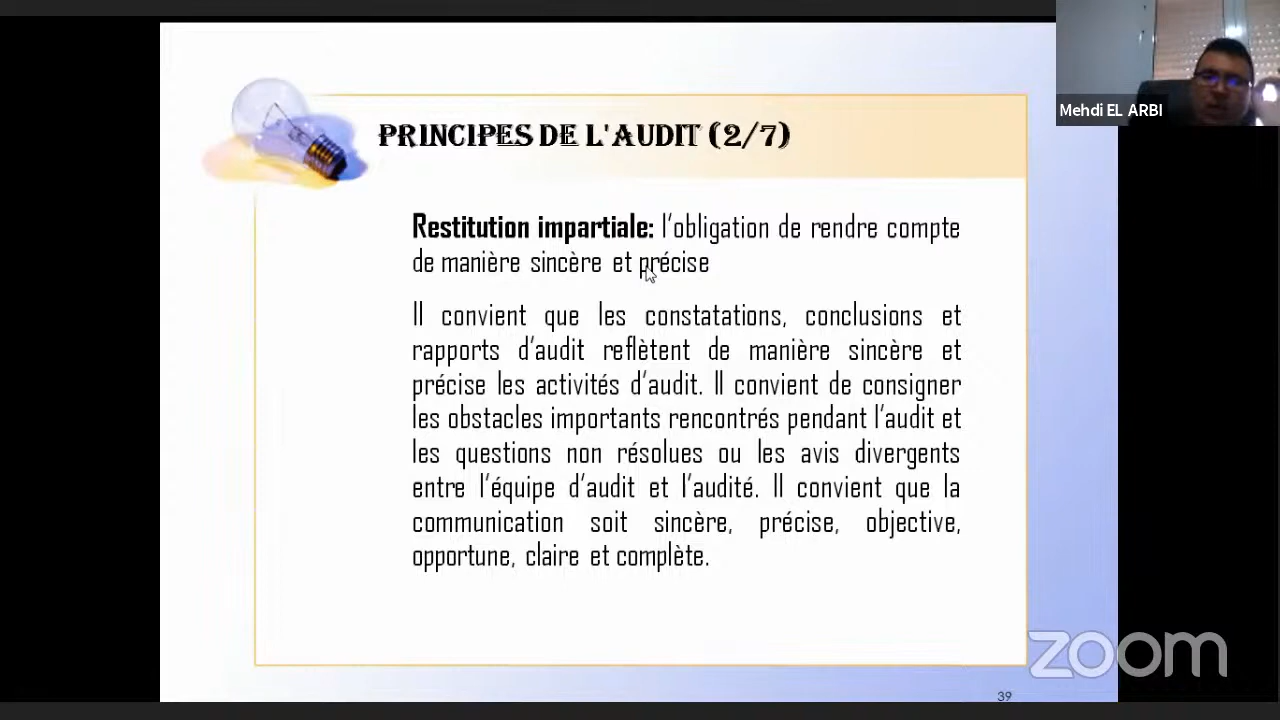 Mehdi EL ARBI
PRINCIPES DE L'AUDIT (2/7)
Restitution impartiale: l'obligation de rendre compte
de manière sincère et précise
Il convient que les constatations, conclusions et
rapports d'audit reflètent de manière sincère et
précise les activités d'audit. Il convient de consigner
les obstacles importants rencontrés pendant l'audit et
les questions non résolues ou les avis divergents
entre l'équipe d'audit et l'audité. Il convient que la
communication soit sincère, précise, objective,
opportune, claire et complète.
zoom
39